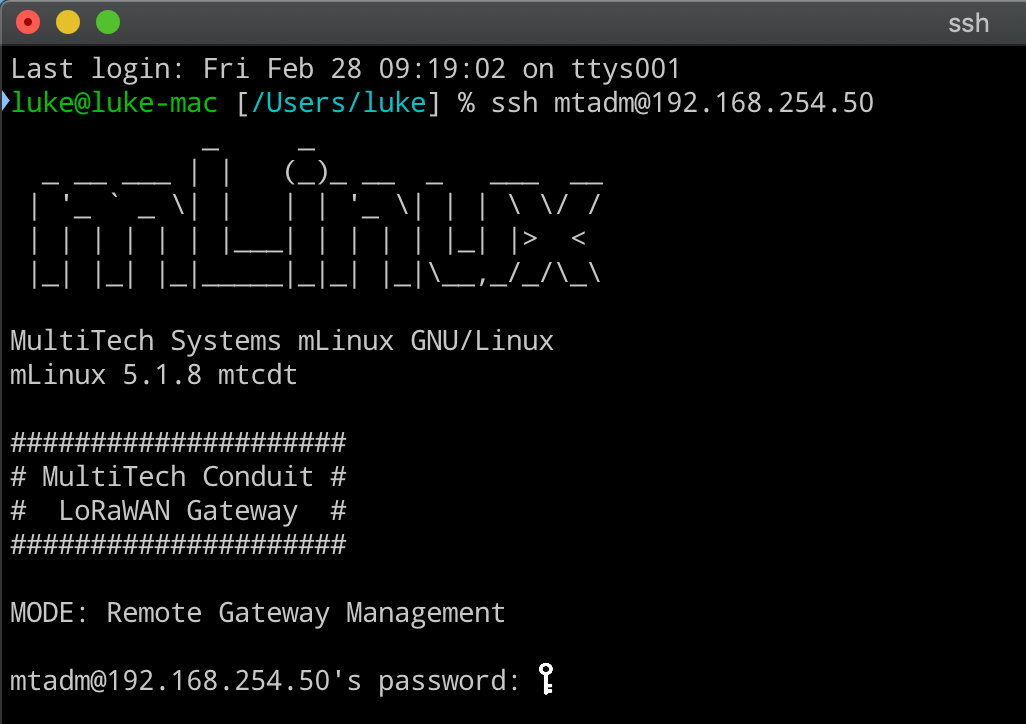 ssh
Last login: Fri Feb 28 09:19:02 on ttys001
luke@luke-mac [/Users/luke] % ssh mtadm@192.168.254.50
            _     _
  _ __ ___ | |   (_)_ __  _   ___  __
 | '_ ` _ \| |   | | '_ \| | | \ \/ /
 | | | | | | |___| | | | | |_| |>  <
 |_| |_| |_|_____|_|_| |_|\__,_/_/\_\
MultiTech Systems mLinux GNU/Linux
mLinux 5.1.8 mtcdt
#####################
# MultiTech Conduit #
#  LoRaWAN Gateway  #
#####################
MODE: Remote Gateway Management
mtadm@192.168.254.50's password: